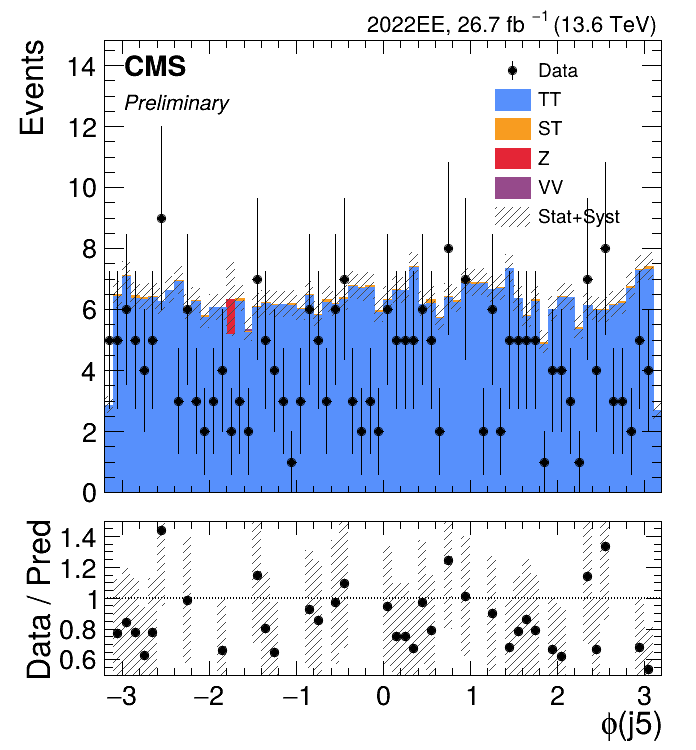 2022EE, 26.7 fb⁻¹ (13.6 TeV)
CMS
Preliminary
Events
14
12
10
8
6
4
2
0
Data
TT
ST
Z
VV
Stat+Syst
Data / Pred
1.4
1.2
1
0.8
0.6
−3 −2 −1 0 1 2 3
ϕ(j5)